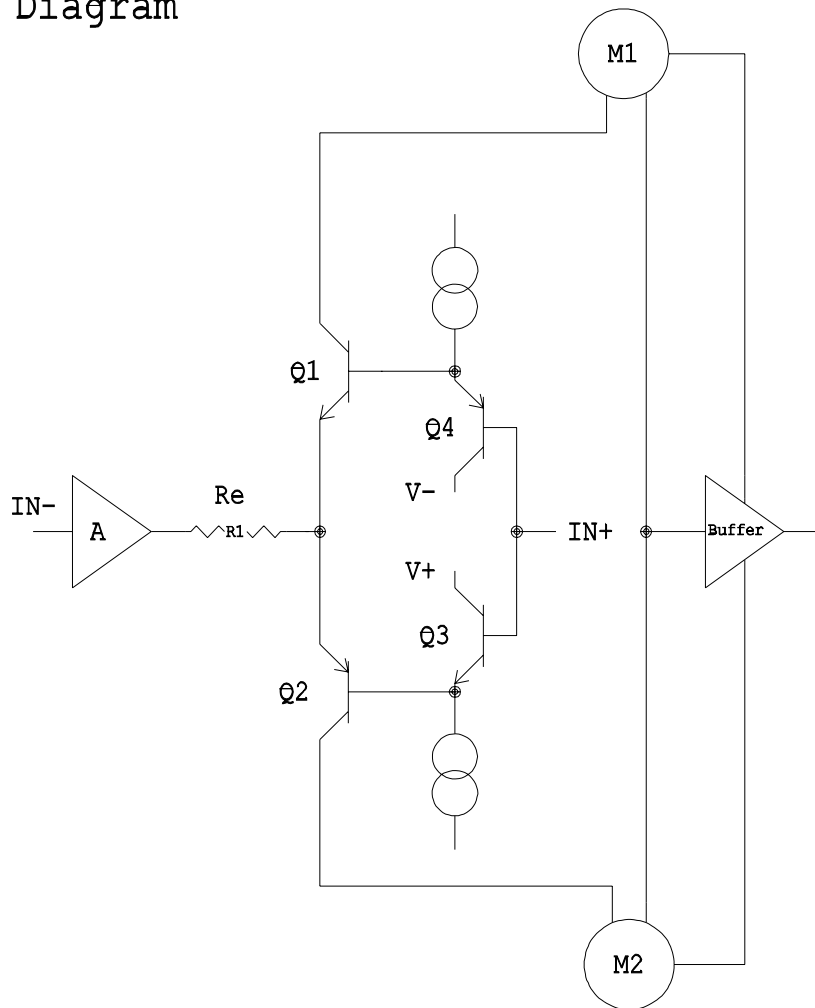 Diagram
M1
Q1
Q4
IN-
Re
V-
A
R1
IN+
Buffer
V+
Q3
Q2
M2